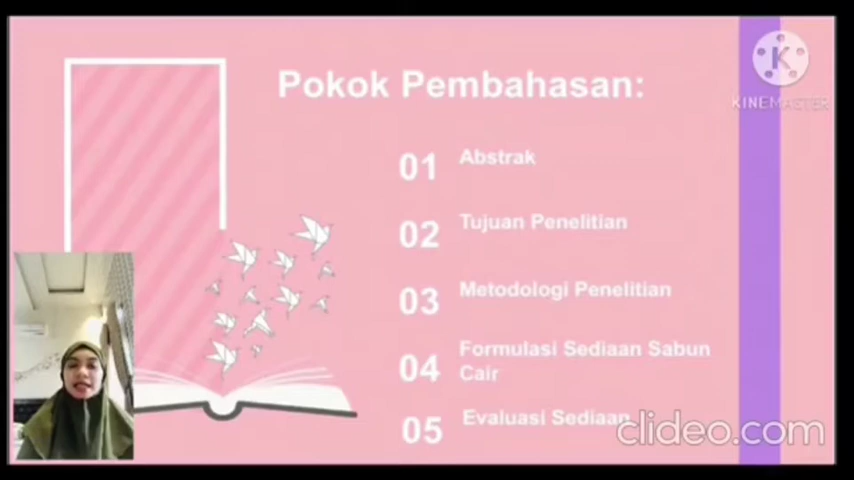 Pokok Pembahasan:
KINEMASTER
01 Abstrak
02 Tujuan Penelitian
03 Metodologi Penelitian
04 Formulasi Sediaan Sabun
Cair
05 Evaluasi Sediaan
clideo.com